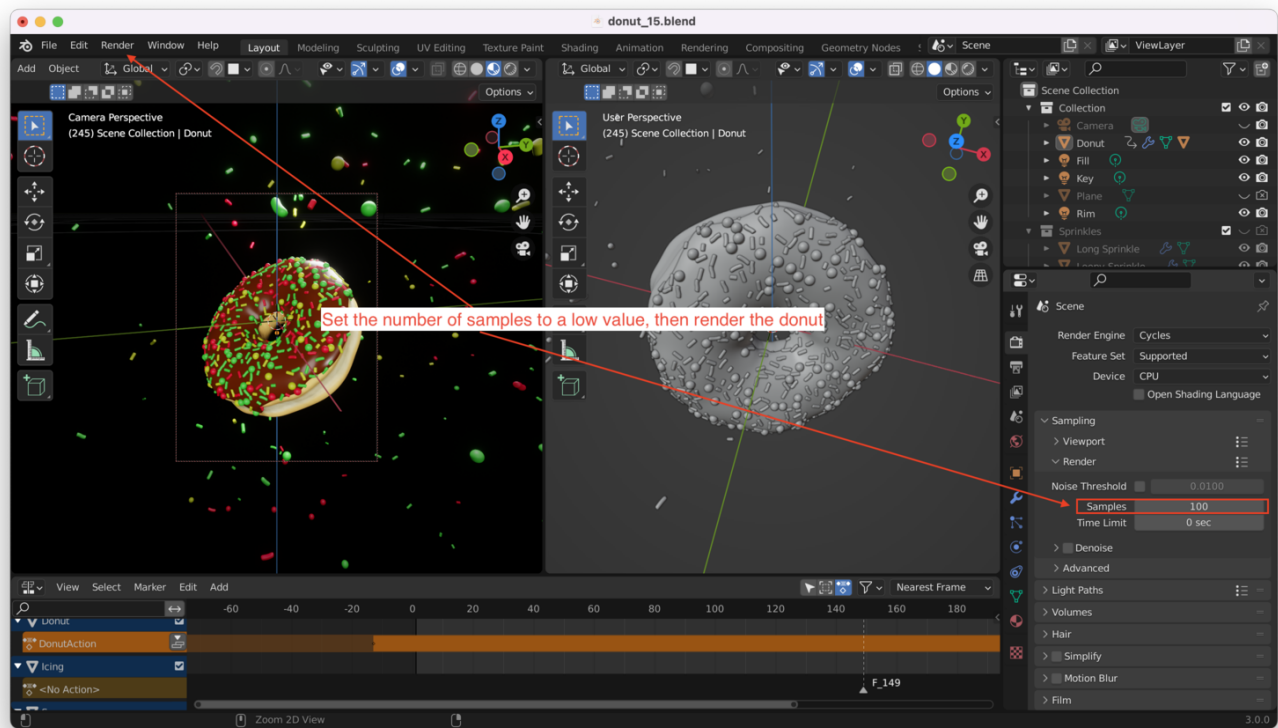 donut_15.blend
File Edit Render Window Help Layout Modeling Sculpting UV Editing Texture Paint Shading Animation Rendering Compositing Geometry Nodes Scene ViewLayer
Add Object Global
Options
Camera Perspective
(245) Scene Collection | Donut
Z
Y
X
Global
Options
User Perspective
(245) Scene Collection | Donut
Y
Z
X
Set the number of samples to a low value, then render the donut
Scene Collection
Collection
Camera
Donut
Fill
Key
Plane
Rim
Sprinkles
Long Sprinkle
Scene
Render Engine Cycles
Feature Set Supported
Device CPU
Open Shading Language
Sampling
Viewport
Render
Noise Threshold 0.0100
Samples 100
Time Limit 0 sec
Denoise
Advanced
Light Paths
Volumes
Hair
Simplify
Motion Blur
Film
View Select Marker Edit Add Nearest Frame
-60 -40 -20 0 20 40 60 80 100 120 140 160 180
Donut
DonutAction
Icing
<No Action>
F_149
Zoom 2D View
3.0.0